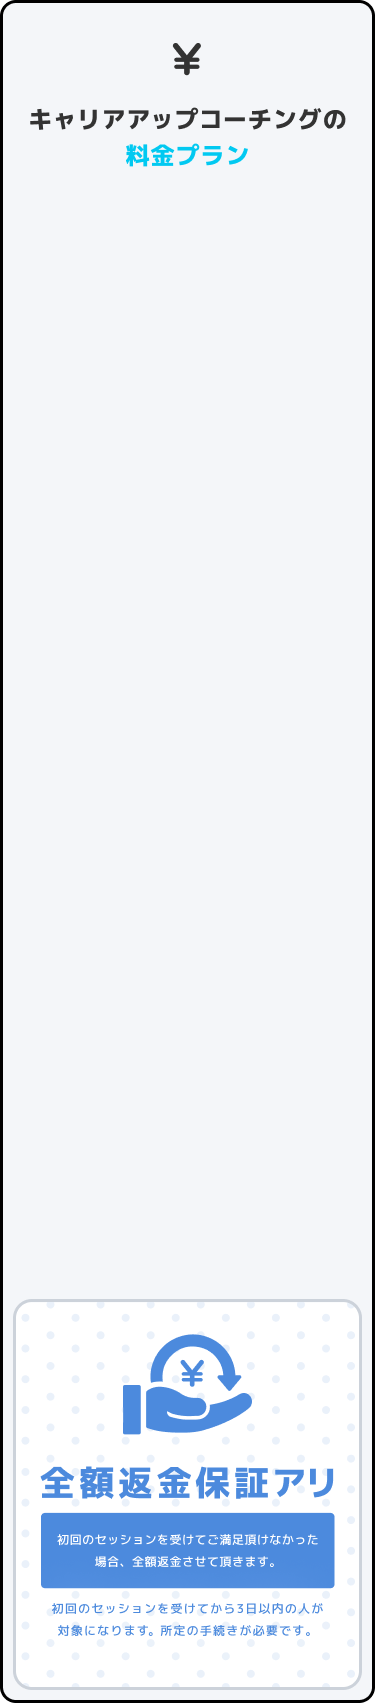 ¥
キャリアアップコーチングの
料金プラン
¥
全額返金保証アリ
初回のセッションを受けてご満足頂けなかった
場合、全額返金させて頂きます。
初回のセッションを受けてから3日以内の人が
対象になります。所定の手続きが必要です。